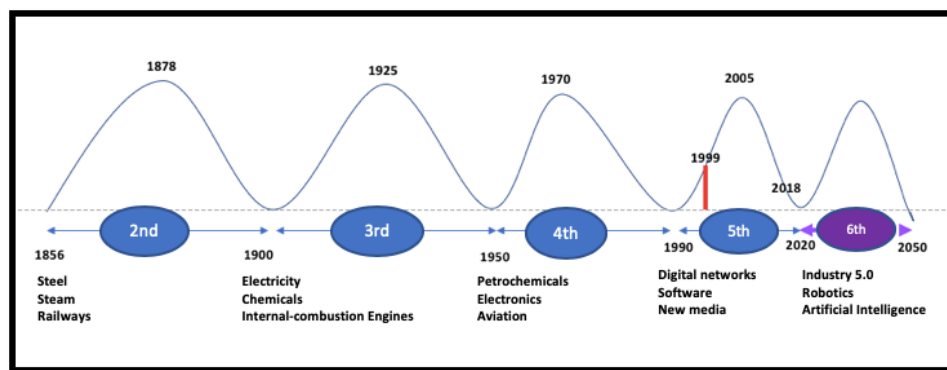 1878
1925
1970
2005
1999
2018
2nd
3rd
4th
5th
6th
1856
1900
1950
1990
2020
2050
Steel
Steam
Railways
Electricity
Chemicals
Internal-combustion Engines
Petrochemicals
Electronics
Aviation
Digital networks
Software
New media
Industry 5.0
Robotics
Artificial Intelligence